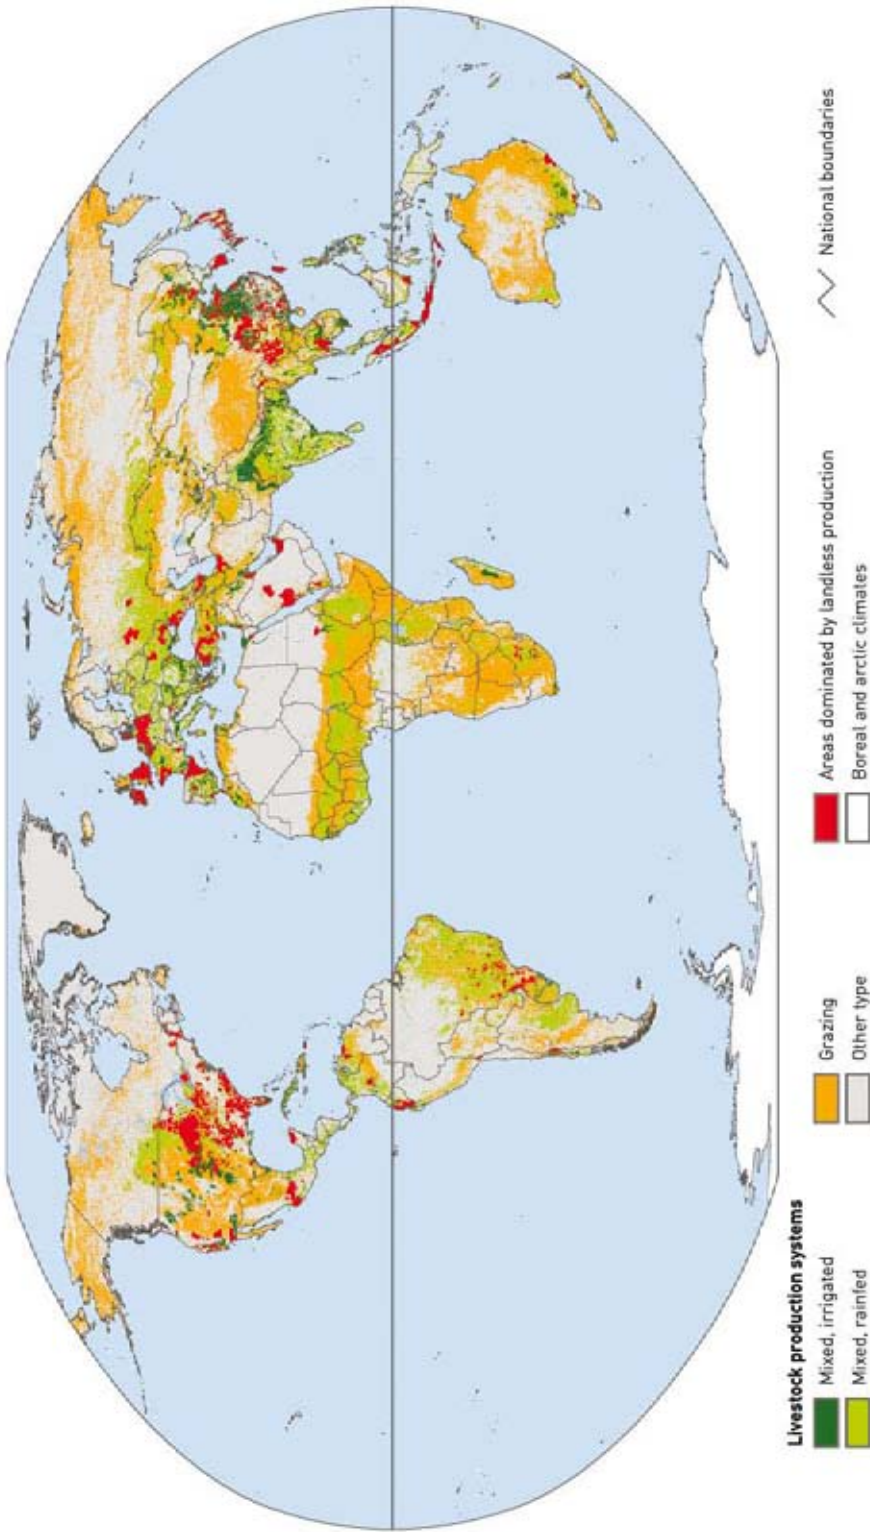 Livestock production systems
Mixed, irrigated
Mixed, rainfed
Grazing
Other type
Areas dominated by landless production
Boreal and arctic climates
National boundaries